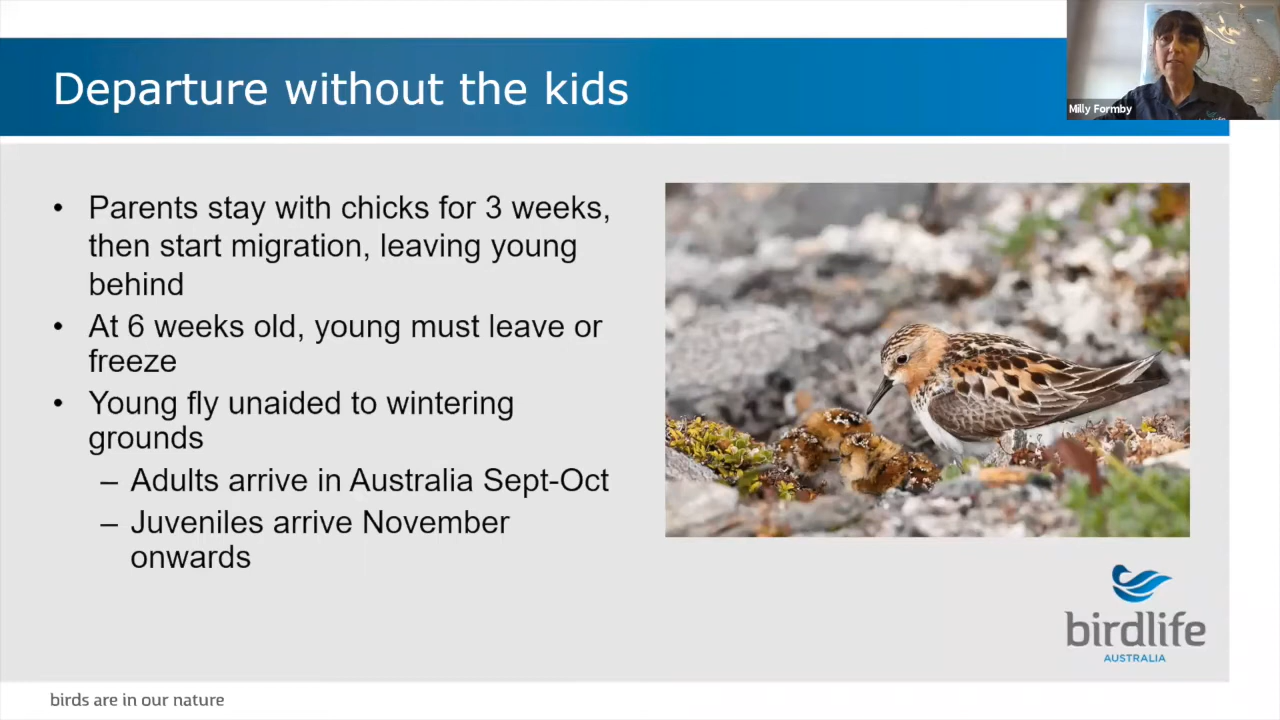 Departure without the kids
Milly Formby
• Parents stay with chicks for 3 weeks,
then start migration, leaving young
behind
• At 6 weeks old, young must leave or
freeze
• Young fly unaided to wintering
grounds
– Adults arrive in Australia Sept-Oct
– Juveniles arrive November
onwards
birdlife
AUSTRALIA
birds are in our nature